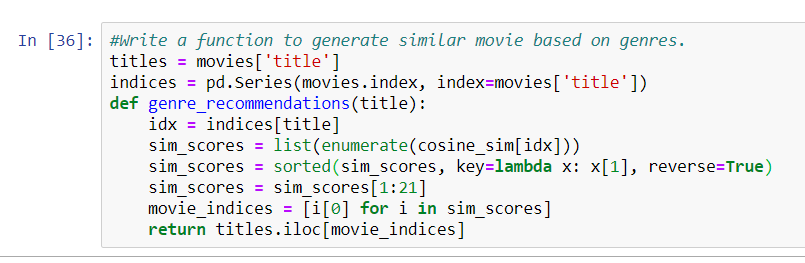 In [36]: #Write a function to generate similar movie based on genres.
titles = movies['title']
indices = pd.Series(movies.index, index=movies['title'])
def genre_recommendations(title):
    idx = indices[title]
    sim_scores = list(enumerate(cosine_sim[idx]))
    sim_scores = sorted(sim_scores, key=lambda x: x[1], reverse=True)
    sim_scores = sim_scores[1:21]
    movie_indices = [i[0] for i in sim_scores]
    return titles.iloc[movie_indices]